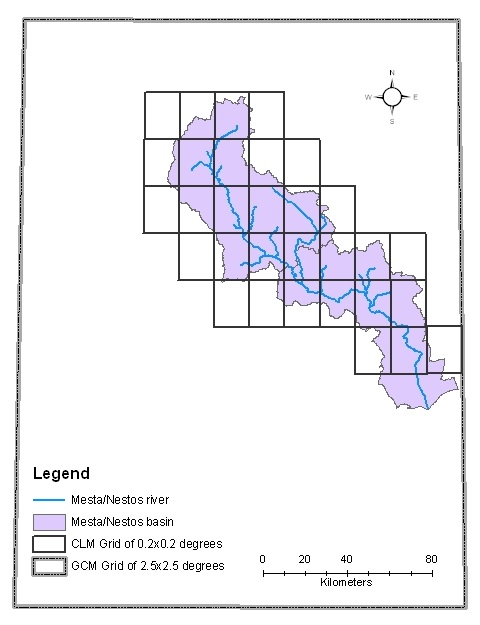 N
W E
S
Legend
Mesta/Nestos river
Mesta/Nestos basin
CLM Grid of 0.2x0.2 degrees
GCM Grid of 2.5x2.5 degrees
0 20 40 80
Kilometers